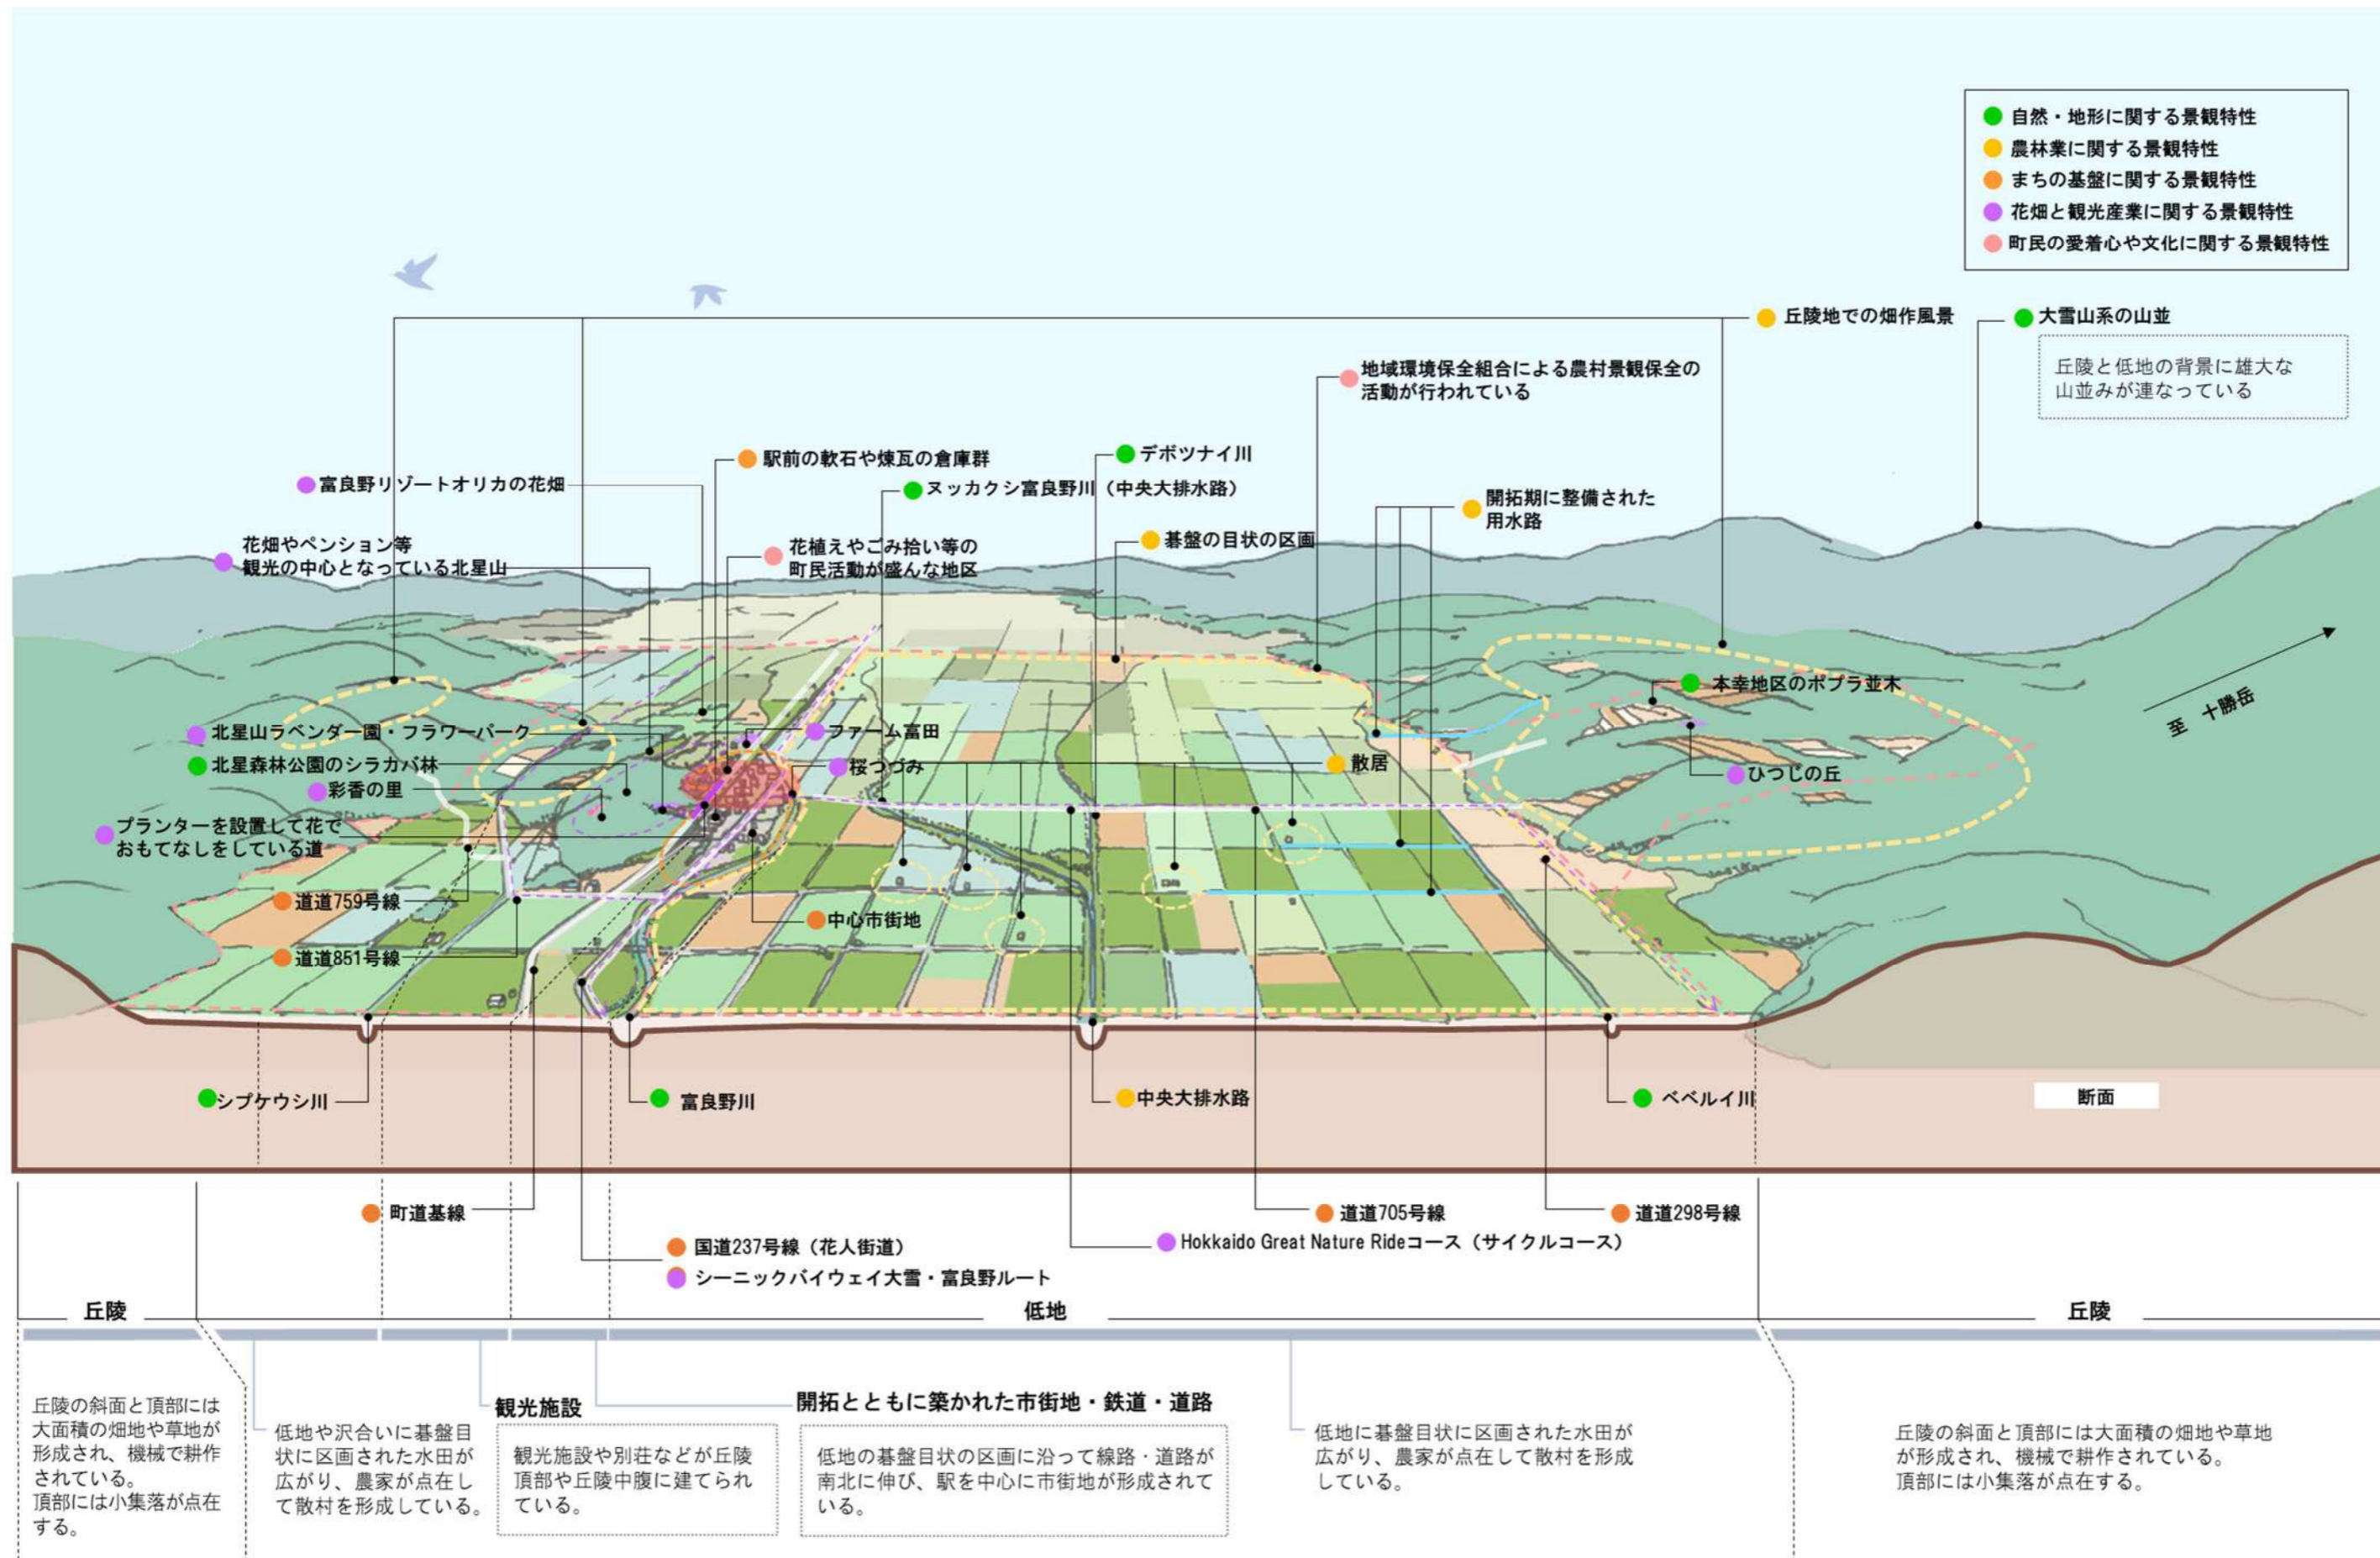 自然・地形に関する景観特性
農林業に関する景観特性
まちの基盤に関する景観特性
花畑と観光産業に関する景観特性
町民の愛着心や文化に関する景観特性
丘陵地での畑作風景
大雪山系の山並
丘陵と低地の背景に雄大な
山並みが連なっている
地域環境保全組合による農村景観保全の
活動が行われている
駅前の軟石や煉瓦の倉庫群
デボツナイ川
富良野リゾートオリカの花畑
ヌッカクシ富良野川（中央大排水路）
開拓期に整備された
用水路
花畑やペンション等
観光の中心となっている北星山
花植えやごみ拾い等の
町民活動が盛んな地区
碁盤の目状の区画
本幸地区のポプラ並木
至　十勝岳
北星山ラベンダー園・フラワーパーク
ファーム富田
北星森林公園のシラカバ林
桜つづみ
散居
ひつじの丘
彩香の里
プランターを設置して花で
おもてなしをしている道
道道759号線
中心市街地
道道851号線
シブケウシ川
富良野川
中央大排水路
ベベルイ川
断面
町道基線
道道705号線
道道298号線
国道237号線（花人街道）
Hokkaido Great Nature Rideコース（サイクルコース）
シーニックバイウェイ大雪・富良野ルート
丘陵
低地
丘陵
丘陵の斜面と頂部には
大面積の畑地や草地が
形成され、機械で耕作
されている。
頂部には小集落が点在
する。
低地や沢合いに碁盤目
状に区画された水田が
広がり、農家が点在し
て散村を形成している。
観光施設
観光施設や別荘などが丘陵
頂部や丘陵中腹に建てられ
ている。
開拓とともに築かれた市街地・鉄道・道路
低地の碁盤目状の区画に沿って線路・道路が
南北に伸び、駅を中心に市街地が形成されて
いる。
低地に碁盤目状に区画された水田が
広がり、農家が点在して散村を形成
している。
丘陵の斜面と頂部には大面積の畑地や草地
が形成され、機械で耕作されている。
頂部には小集落が点在する。